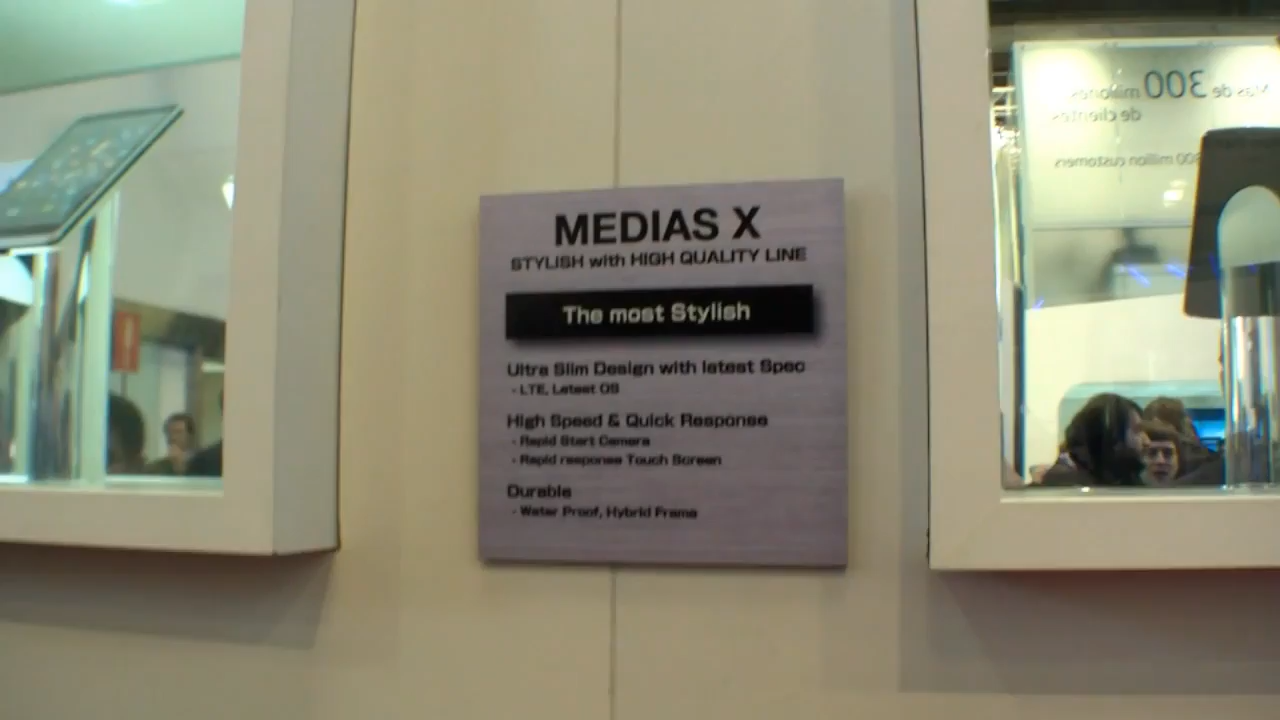 MEDIAS X
STYLISH with HIGH QUALITY LINE
The most Stylish
Ultra Slim Design with latest Spec
- LTE, Latest OS
High Speed & Quick Response
- Rapid Start Camera
- Rapid response Touch Screen
Durable
- Water Proof, Hybrid Frame
Más de 300 millones
de clientes
300 million customers